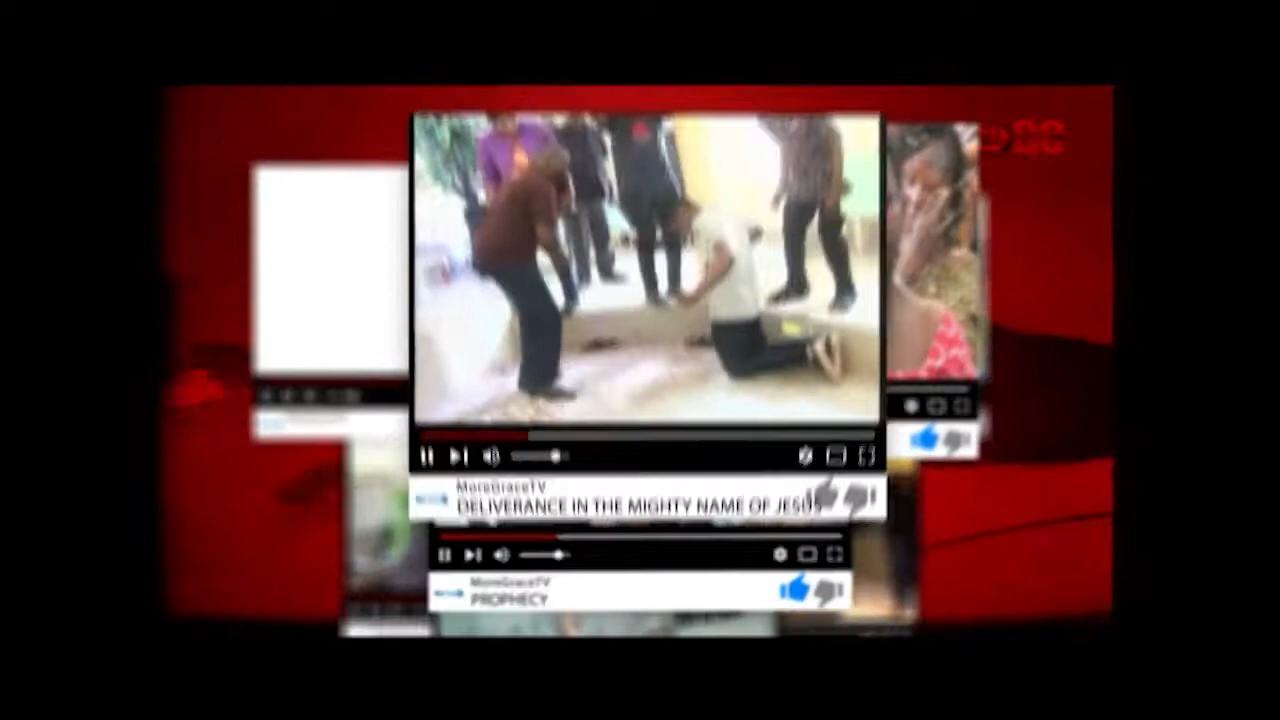 MoreGraceTV
DELIVERANCE IN THE MIGHTY NAME OF JESUS
MoreGraceTV
PROPHECY